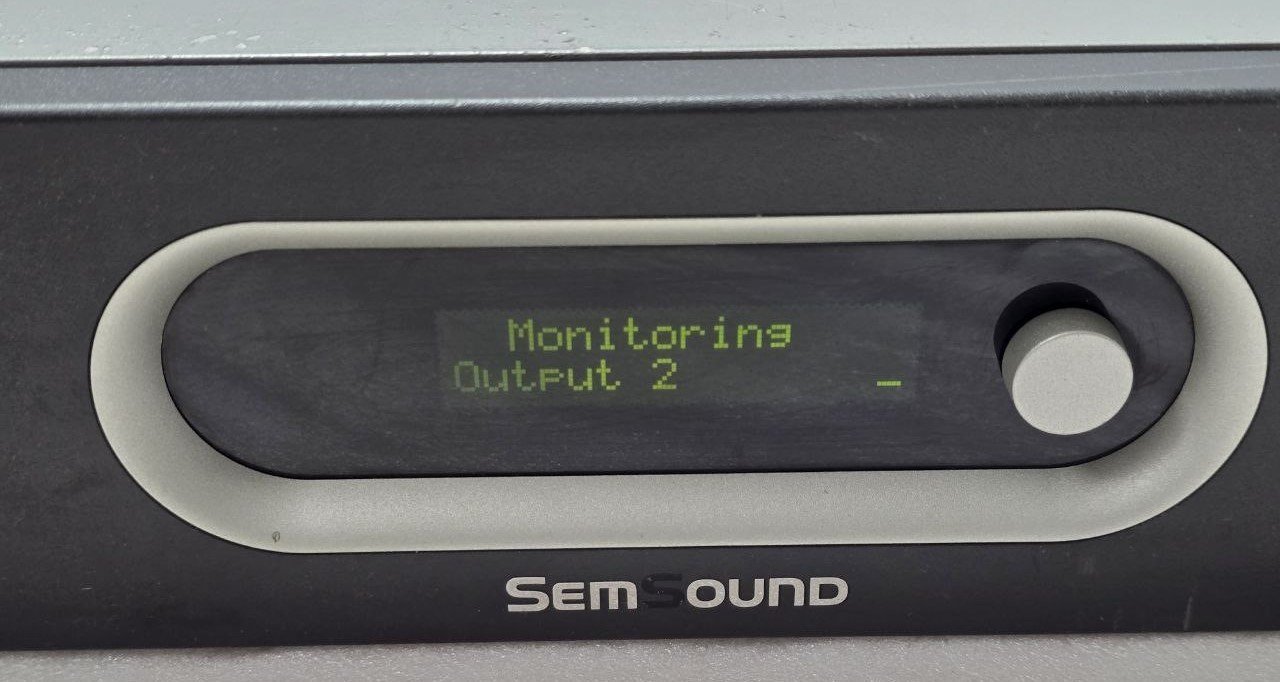 Monitoring
Output 2 _
SEMSOUND